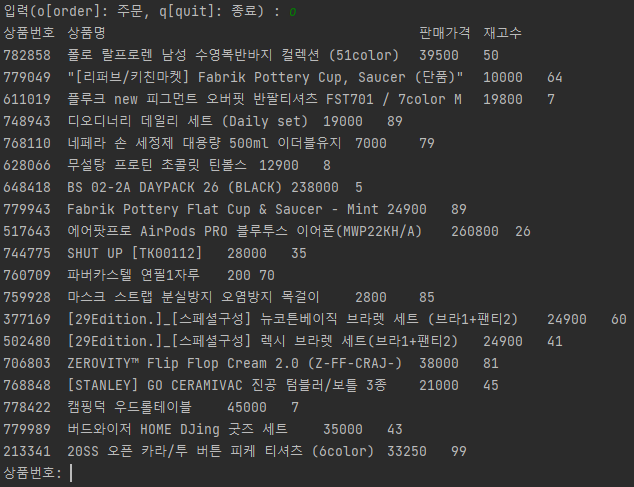 입력(o[order]: 주문, q[quit]: 종료) : o
상품번호 상품명 판매가격 재고수
782858 폴로 랄프로렌 남성 수영복반바지 컬렉션 (51color) 39500 50
779049 "[리퍼브/키친마켓] Fabrik Pottery Cup, Saucer (단품)" 10000 64
611019 플루크 new 피그먼트 오버핏 반팔티셔츠 FST701 / 7color M 19800 7
748943 디오디너리 데일리 세트 (Daily set) 19000 89
768110 네페라 손 세정제 대용량 500ml 이더블유지 7000 79
628066 무설탕 프로틴 초콜릿 틴볼스 12900 8
648418 BS 02-2A DAYPACK 26 (BLACK) 238000 5
779943 Fabrik Pottery Flat Cup & Saucer - Mint 24900 89
517643 에어팟프로 AirPods PRO 블루투스 이어폰(MWP22KH/A) 260800 26
744775 SHUT UP [TK00112] 28000 35
760709 파버카스텔 연필1자루 200 70
759928 마스크 스트랩 분실방지 오염방지 목걸이 2800 85
377169 [29Edition.]_[스페셜구성] 뉴코튼베이직 브라렛 세트 (브라1+팬티2) 24900 60
502480 [29Edition.]_[스페셜구성] 렉시 브라렛 세트(브라1+팬티2) 24900 41
706803 ZEROVITY™ Flip Flop Cream 2.0 (Z-FF-CRAJ-) 38000 81
768848 [STANLEY] GO CERAMIVAC 진공 텀블러/보틀 3종 21000 45
778422 캠핑덕 우드롤테이블 45000 7
779989 버드와이저 HOME DJing 굿즈 세트 35000 43
213341 20SS 오픈 카라/투 버튼 피케 티셔츠 (6color) 33250 99
상품번호: